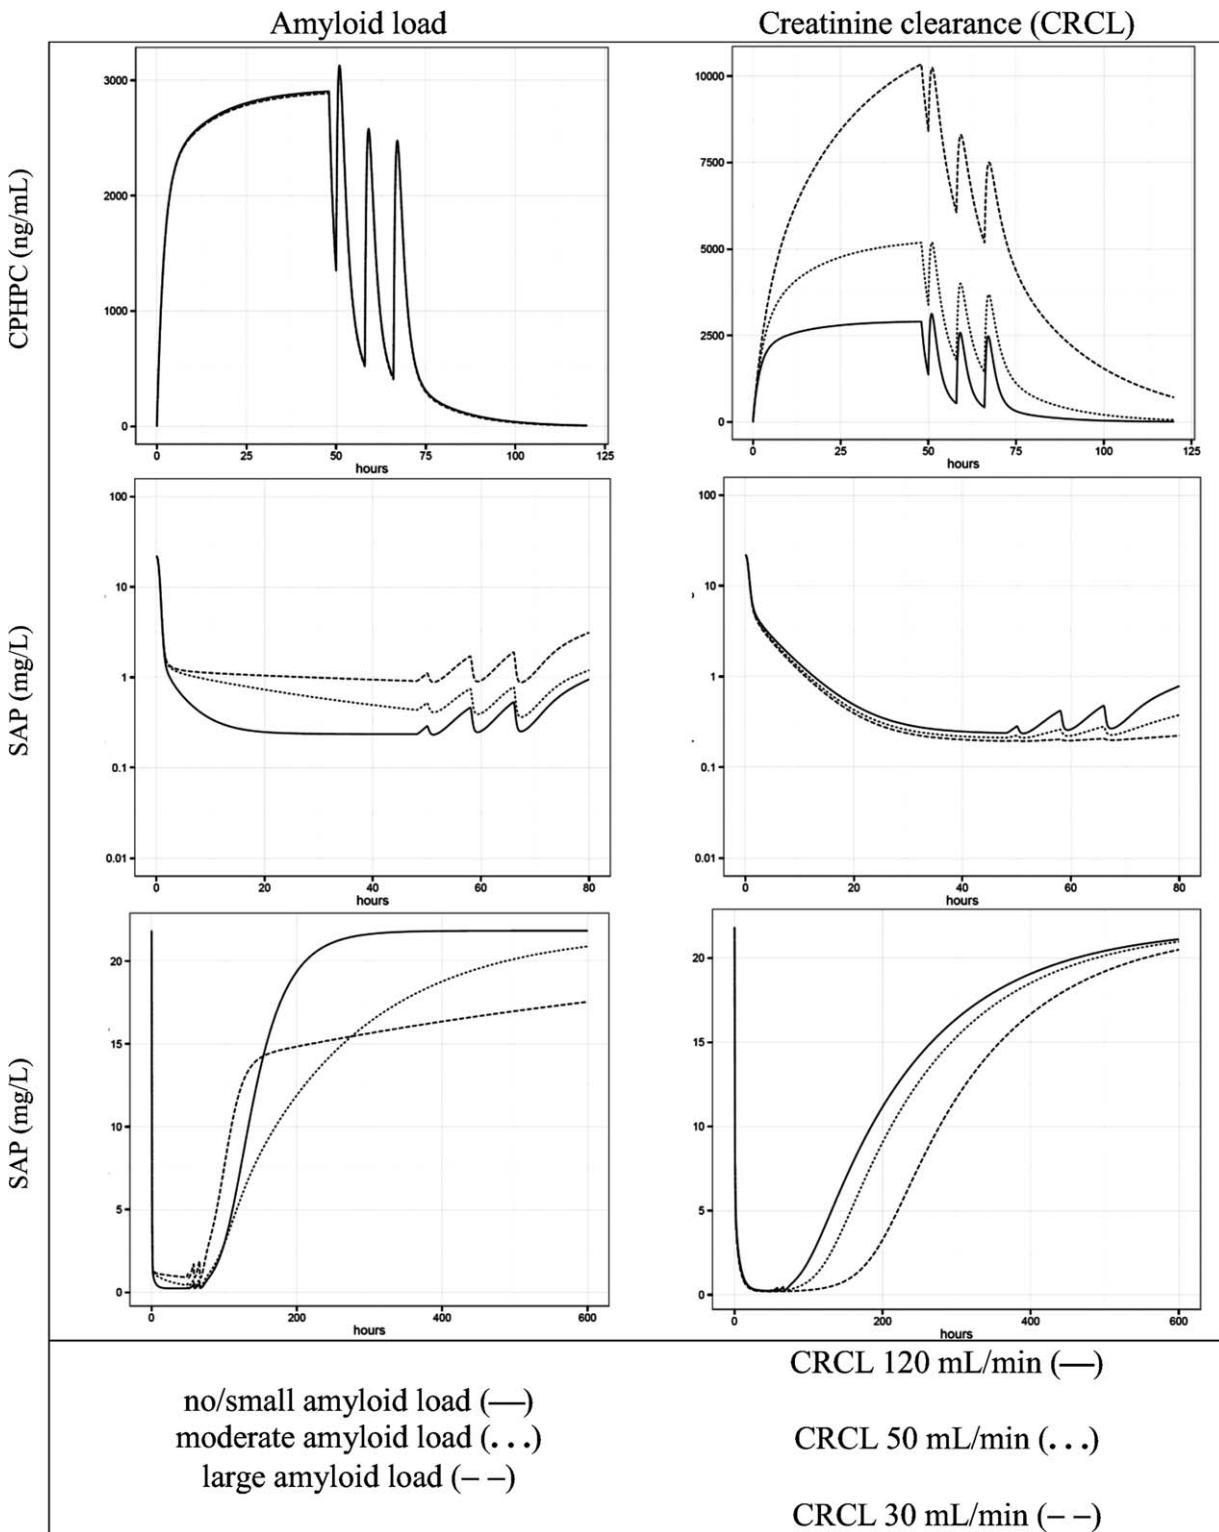 Amyloid load
Creatinine clearance (CRCL)
CPHPC (ng/mL)
3000
2000
1000
0
0 25 50 75 100 125
hours
10000
7500
5000
2500
0
0 25 50 75 100 125
hours
SAP (mg/L)
100
10
1
0.1
0.01
0 20 40 60 80
hours
100
10
1
0.1
0.01
0 20 40 60 80
hours
SAP (mg/L)
20
15
10
5
0
0 200 400 600
hours
20
15
10
5
0
0 200 400 600
hours
no/small amyloid load (—)
moderate amyloid load (...)
large amyloid load (– –)
CRCL 120 mL/min (—)
CRCL 50 mL/min (...)
CRCL 30 mL/min (– –)